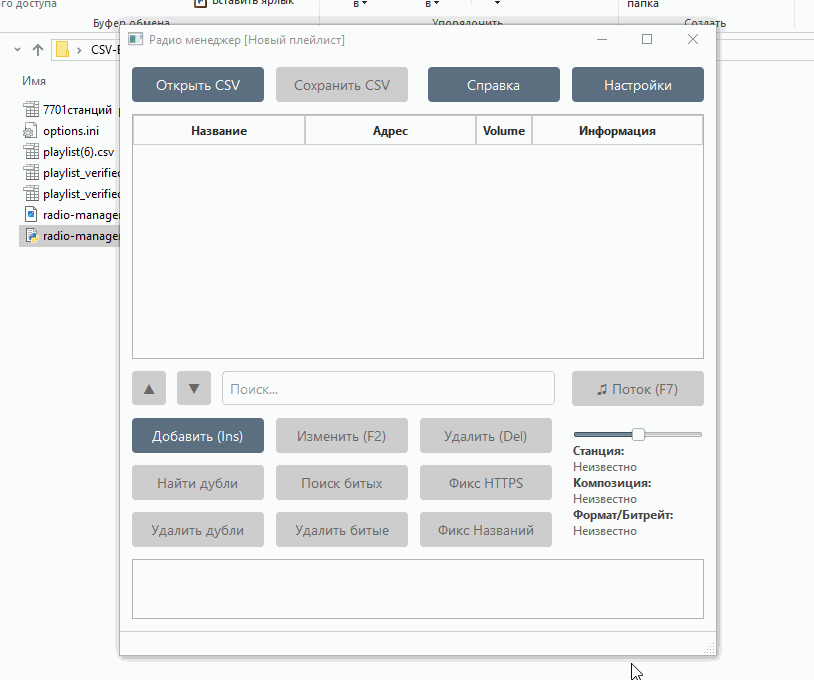 го доступа
Вставить ярлык
папка
Буфер обмена
Упорядочить
Создать
CSV-E
Имя
7701станций
options.ini
playlist(6).csv
playlist_verified
playlist_verified
radio-manager
radio-manager
Радио менеджер [Новый плейлист]
Открыть CSV
Сохранить CSV
Справка
Настройки
Название
Адрес
Volume
Информация
▲
▼
Поиск...
♫ Поток (F7)
Добавить (Ins)
Изменить (F2)
Удалить (Del)
Найти дубли
Поиск битых
Фикс HTTPS
Удалить дубли
Удалить битые
Фикс Названий
Станция:
Неизвестно
Композиция:
Неизвестно
Формат/Битрейт:
Неизвестно